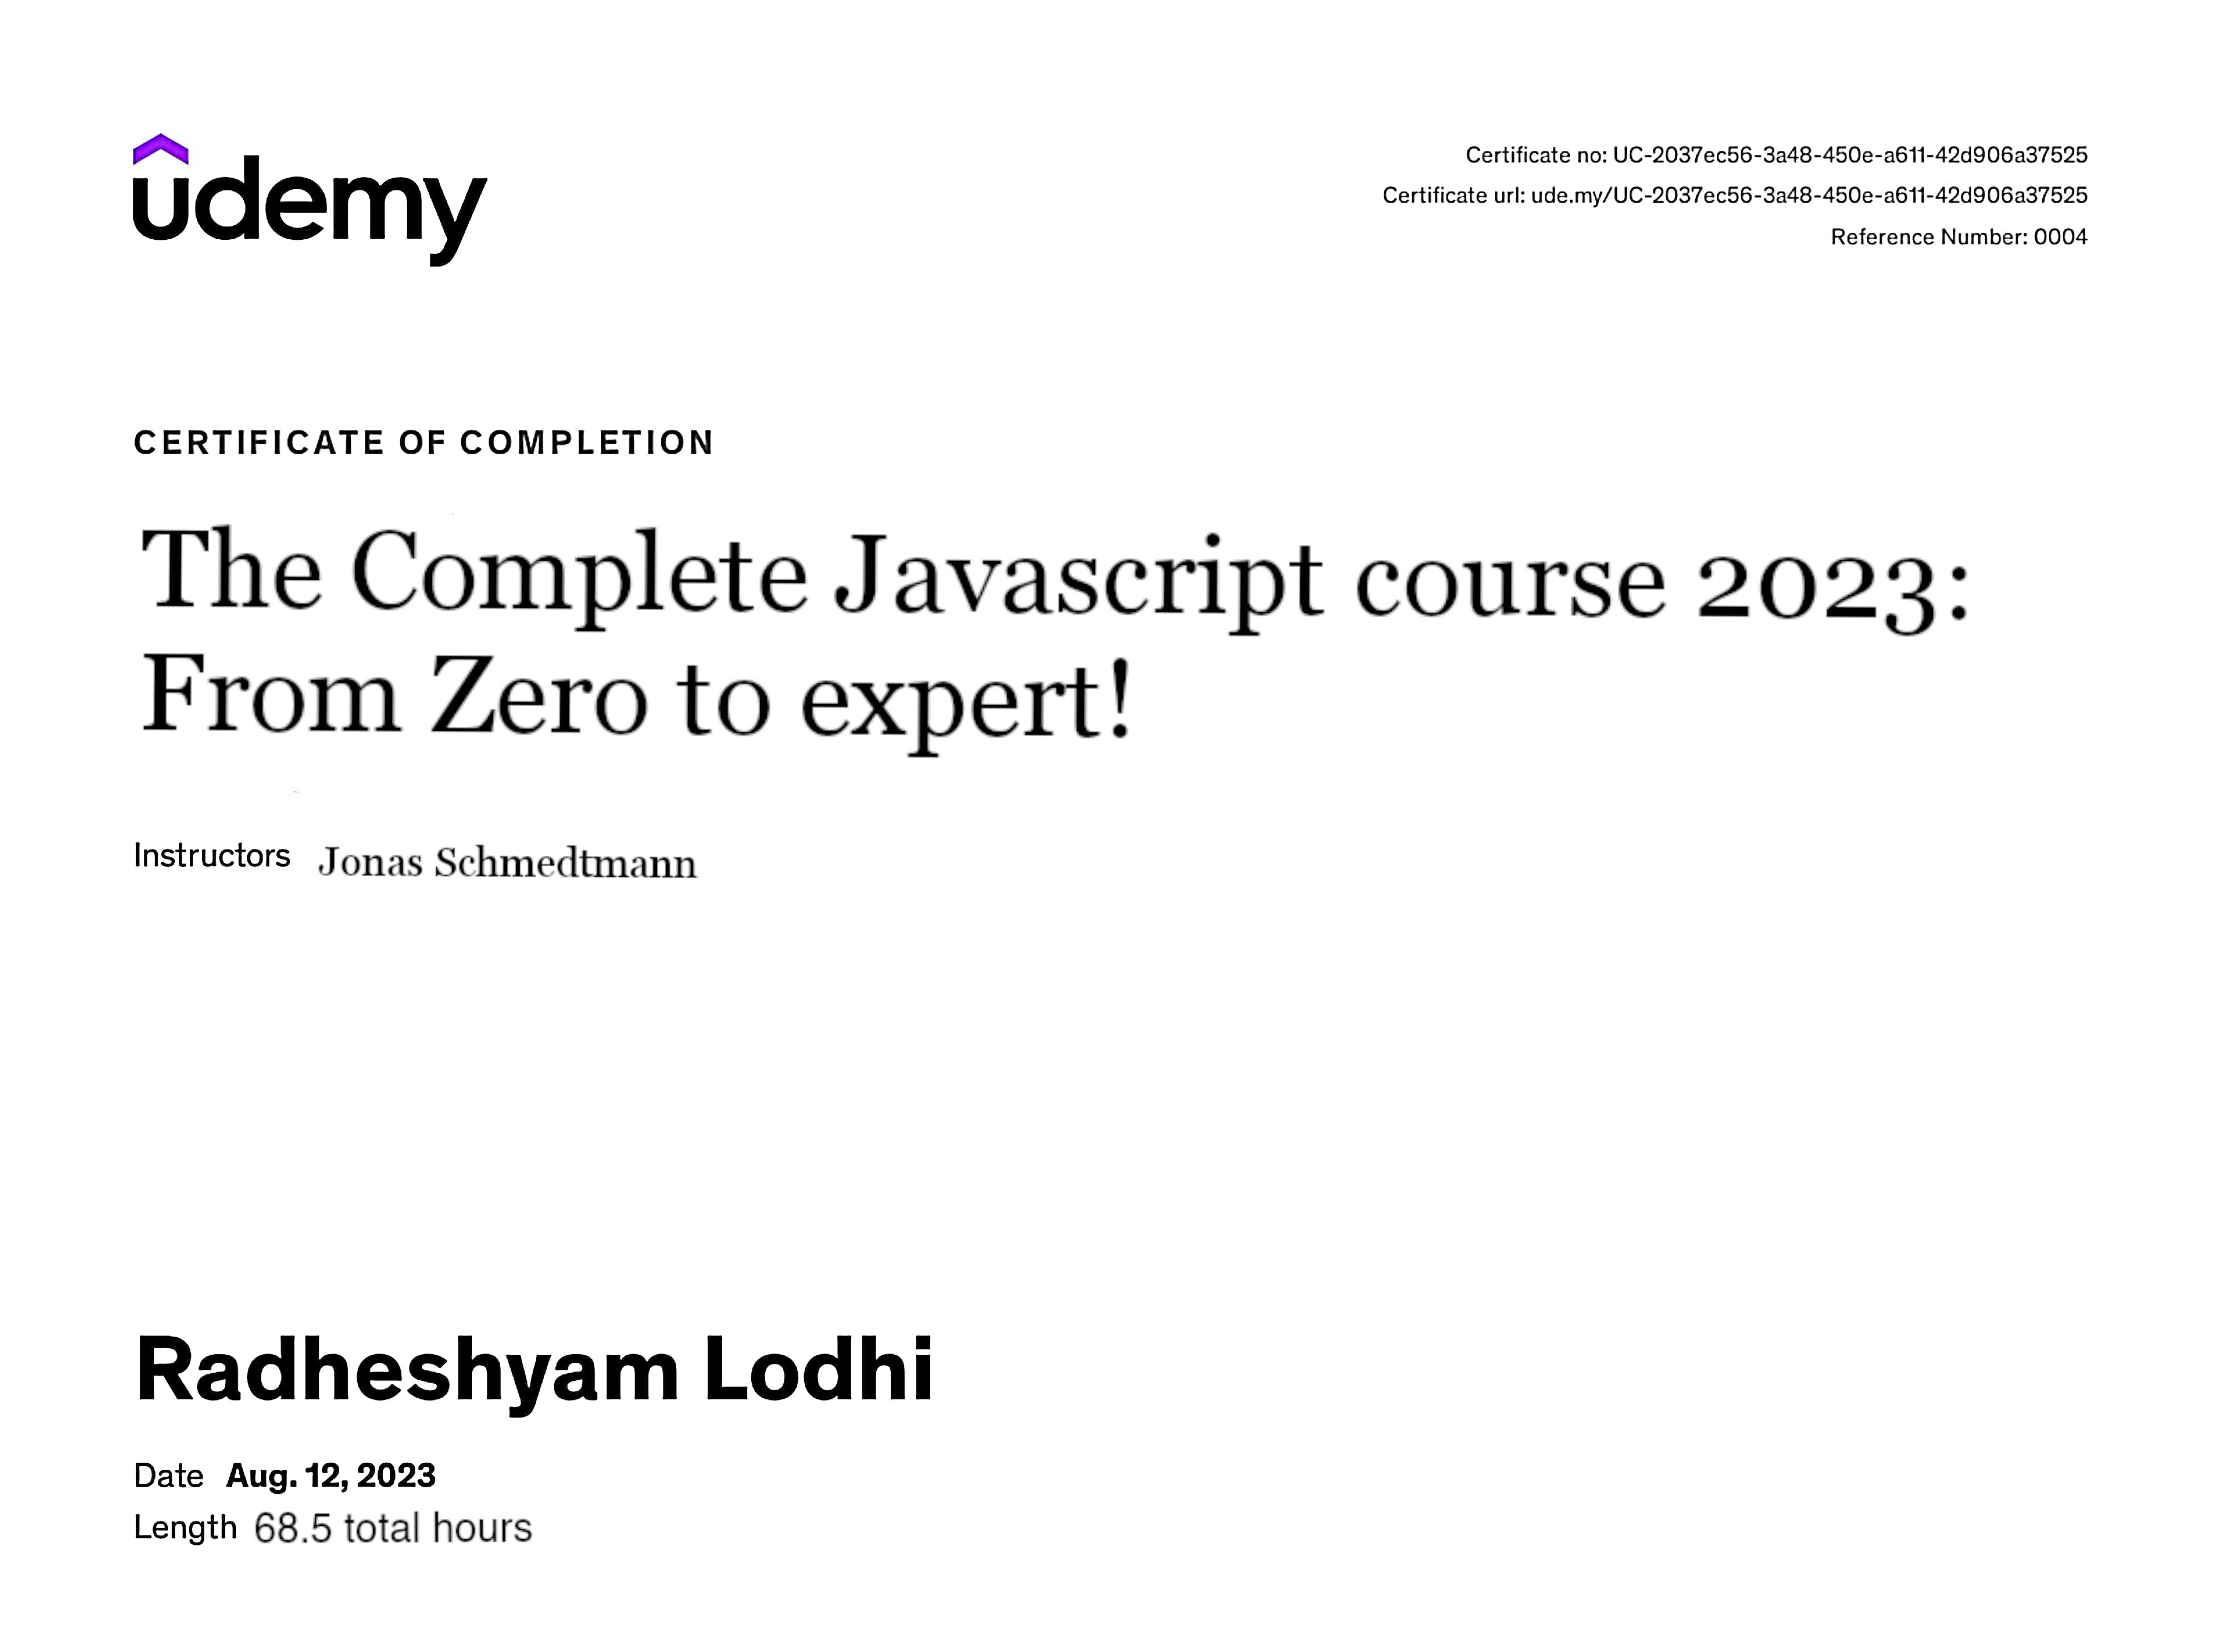 udemy
Certificate no: UC-2037ec56-3a48-450e-a611-42d906a37525
Certificate url: ude.my/UC-2037ec56-3a48-450e-a611-42d906a37525
Reference Number: 0004
CERTIFICATE OF COMPLETION
The Complete Javascript course 2023:
From Zero to expert!
Instructors Jonas Schmedtmann
Radheshyam Lodhi
Date Aug. 12, 2023
Length 68.5 total hours